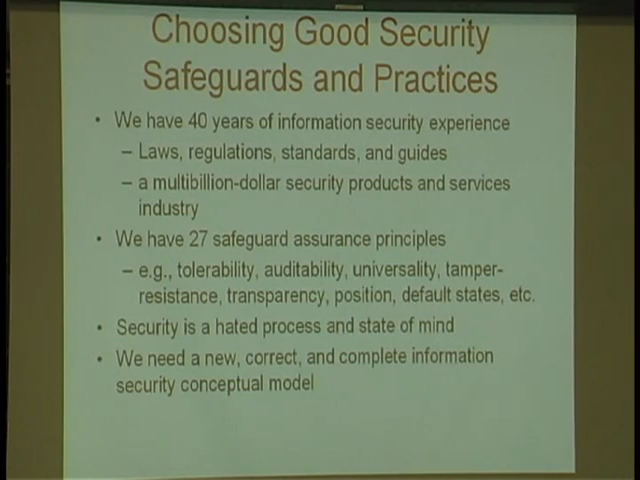 Choosing Good Security
Safeguards and Practices
• We have 40 years of information security experience
– Laws, regulations, standards, and guides
– a multibillion-dollar security products and services
industry
• We have 27 safeguard assurance principles
– e.g., tolerability, auditability, universality, tamper-
resistance, transparency, position, default states, etc.
• Security is a hated process and state of mind
• We need a new, correct, and complete information
security conceptual model